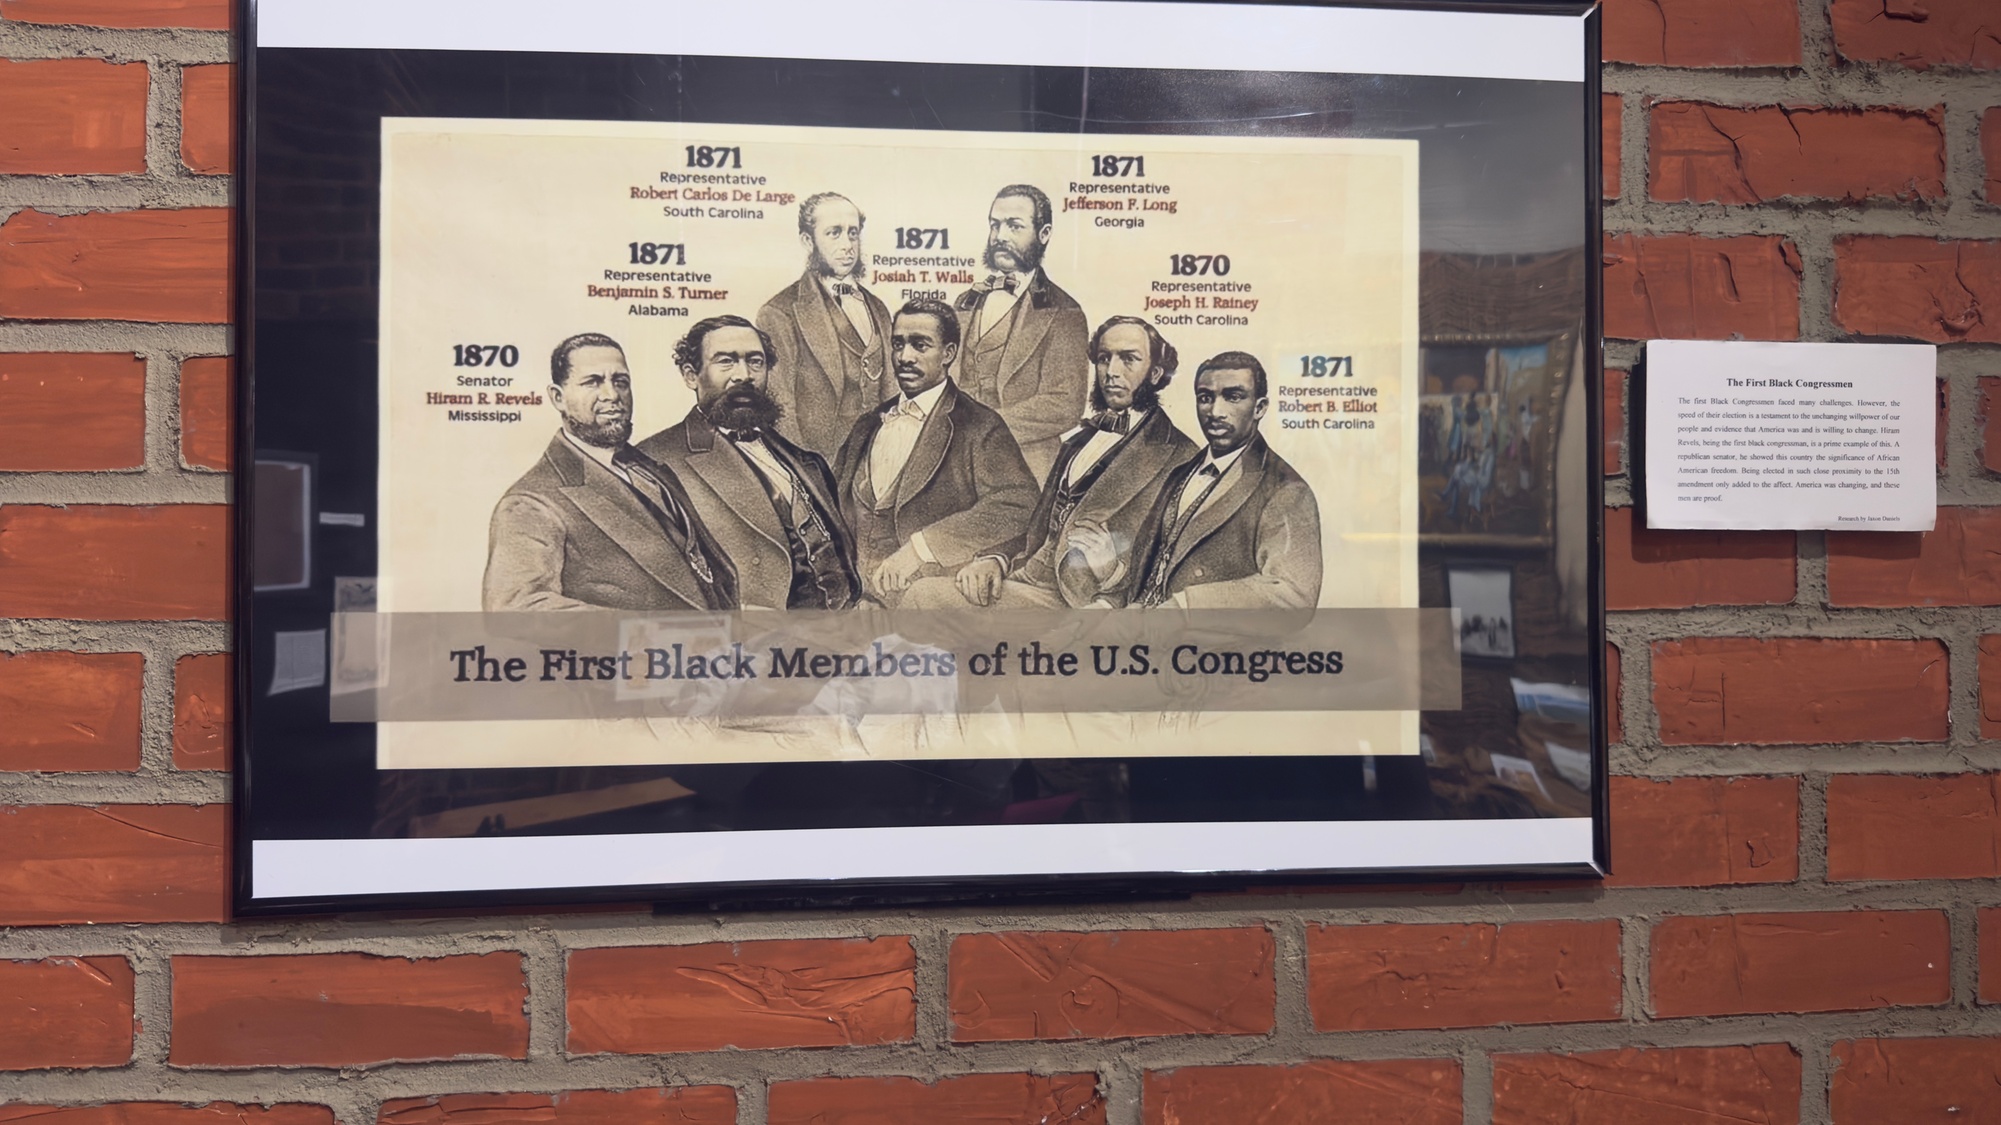 1871
Representative
Robert Carlos De Large
South Carolina
1871
Representative
Jefferson F. Long
Georgia
1871
Representative
Josiah T. Walls
Florida
1871
Representative
Benjamin S. Turner
Alabama
1870
Representative
Joseph H. Rainey
South Carolina
1870
Senator
Hiram R. Revels
Mississippi
1871
Representative
Robert B. Elliot
South Carolina
The First Black Members of the U.S. Congress
The First Black Congressmen
The first Black Congressmen faced many challenges. However, the
speed of their election is a testament to the unchanging willpower of our
people and evidence that America was and is willing to change. Hiram
Revels, being the first black congressman, is a prime example of this. A
republican senator, he showed this country the significance of African
American freedom. Being elected in such close proximity to the 15th
amendment only added to the affect. America was changing, and these
men are proof.
Research by Jason Daniels